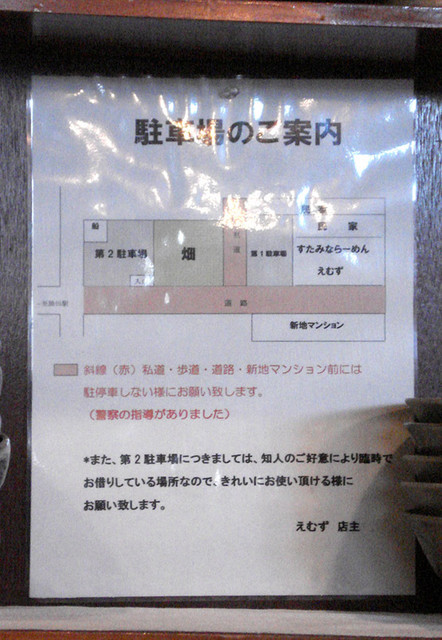 駐車場のご案内
民家
船
第2駐車場
畑
私道
第1駐車場
すたみならーめん
えむず
入口
道路
新地マンション
斜線（赤）私道・歩道・道路・新地マンション前には
駐停車しない様にお願い致します。
（警察の指導がありました）
*また、第2駐車場につきましては、知人のご好意により臨時で
お借りしている場所なので、きれいにお使い頂ける様に
お願い致します。
えむず 店主